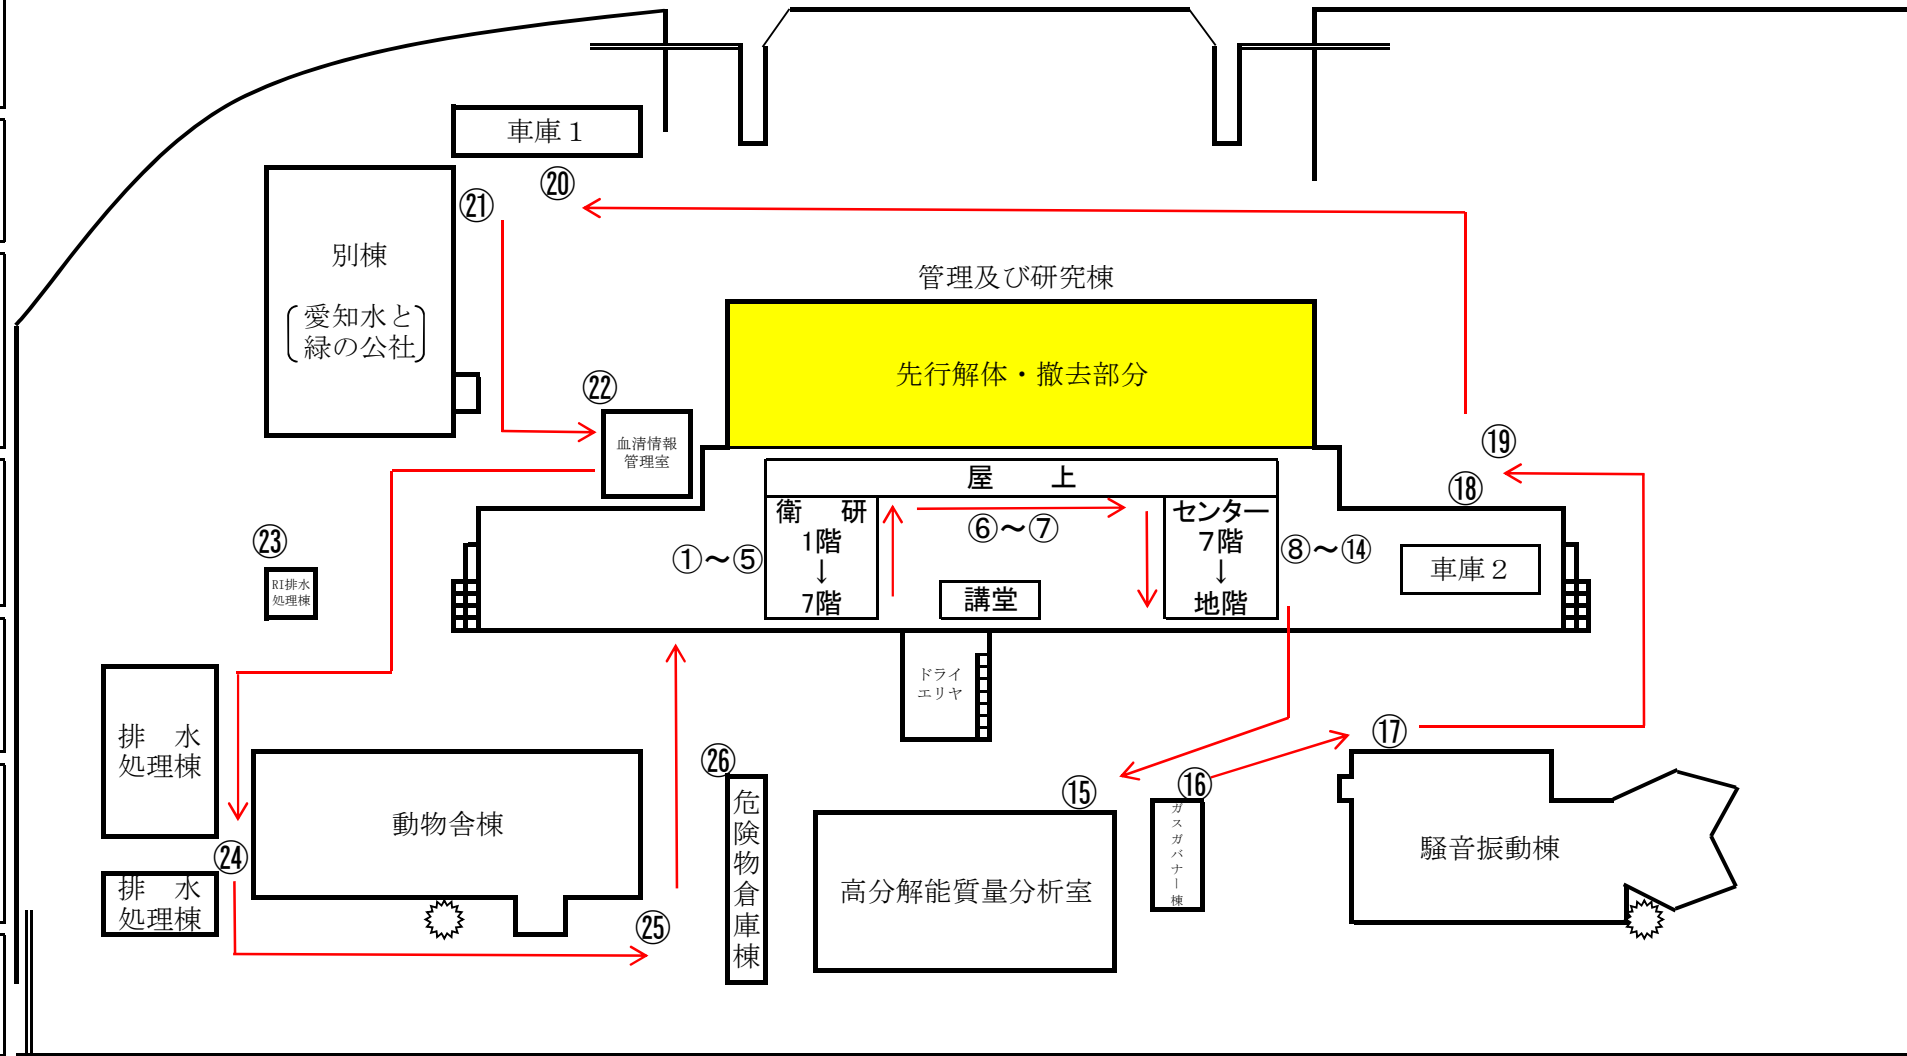 車庫１
⑳
㉑
別棟
愛知水と
緑の公社
管理及び研究棟
先行解体・撤去部分
㉒
血清情報
管理室
⑲
⑱
屋　上
衛　研
1階
↓
7階
①～⑤
⑥～⑦
講堂
センター
７階
↓
地階
⑧～⑭
車庫２
㉓
RI排水
処理棟
ドライ
エリヤ
排　水
処理棟
㉔
排　水
処理棟
動物舎棟
㉕
㉖
危険物倉庫棟
⑮
高分解能質量分析室
⑯
ガスガバナー棟
⑰
騒音振動棟